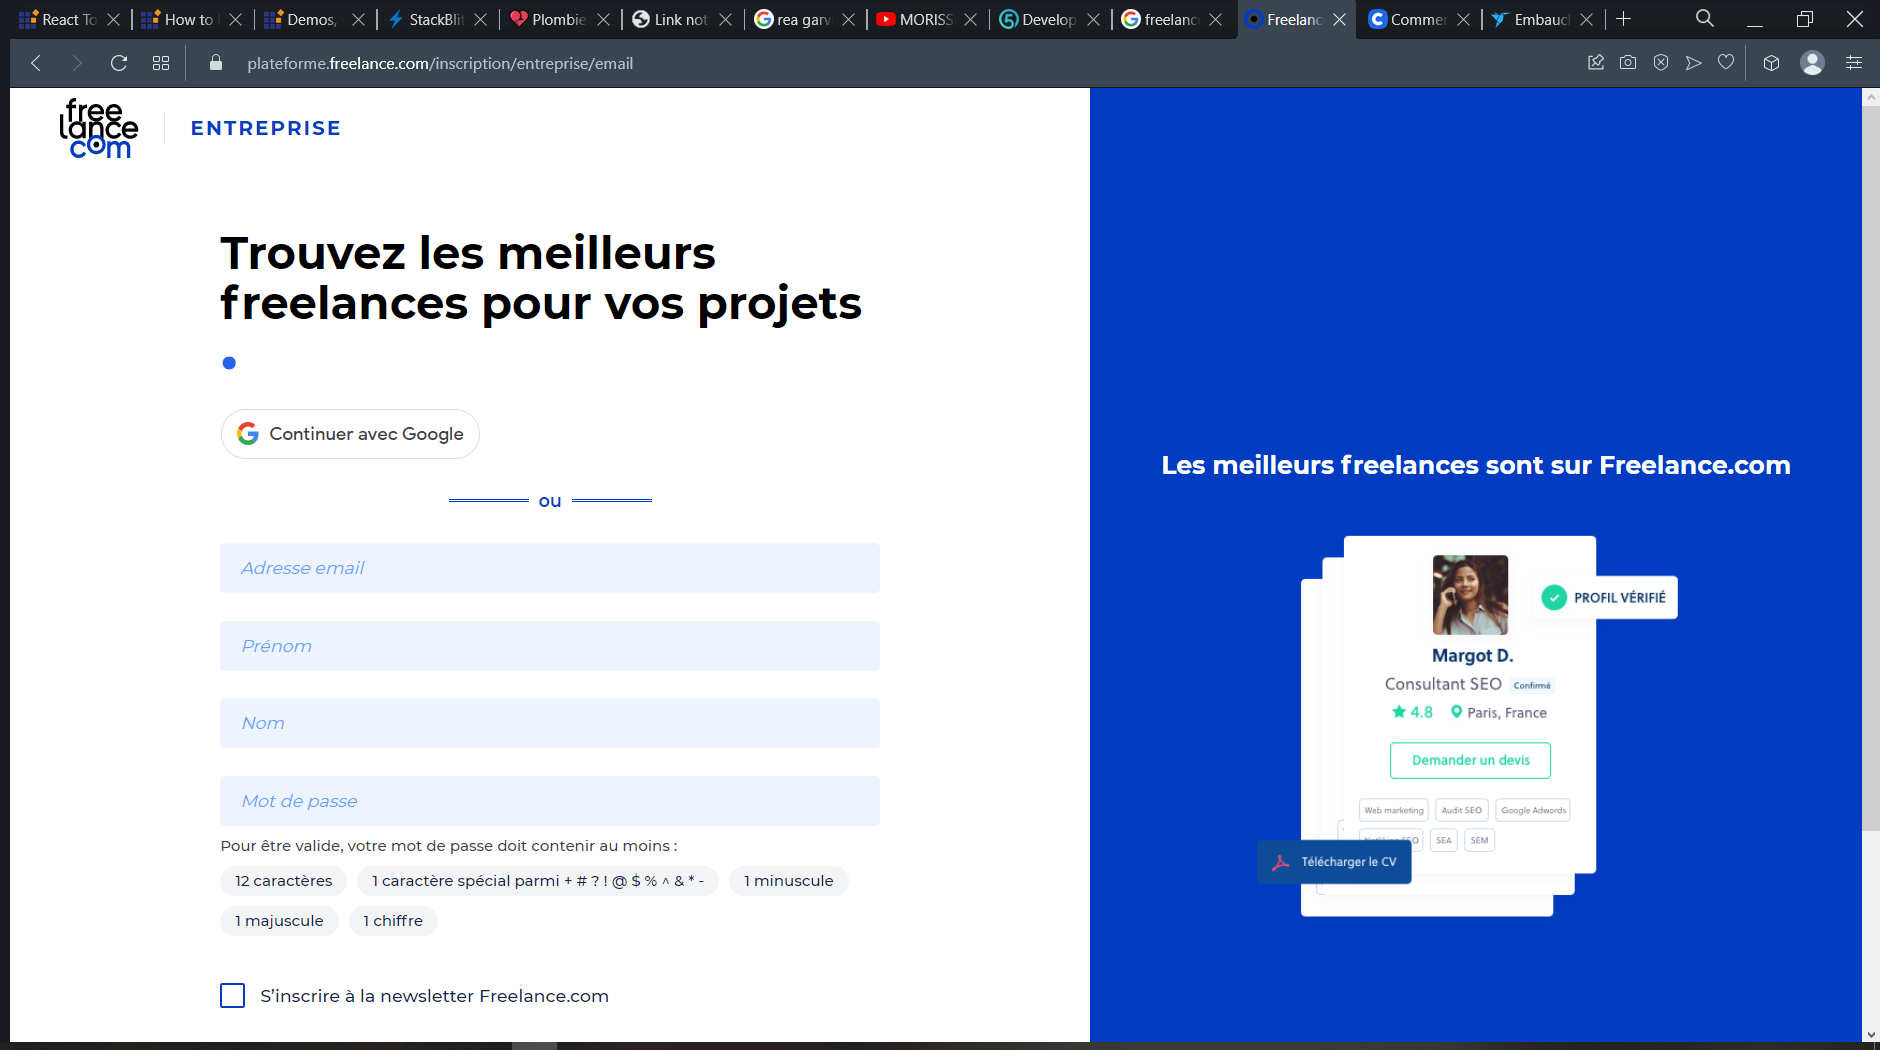 React To
How to
Demos,
StackBlit
Plombie
Link not
rea garv
MORISS
Develop
freelanc
Freelanc
Commen
Embauc
plateforme.freelance.com/inscription/entreprise/email
free
lance
com
ENTREPRISE
Trouvez les meilleurs
freelances pour vos projets
Continuer avec Google
ou
Adresse email
Prénom
Nom
Mot de passe
Pour être valide, votre mot de passe doit contenir au moins :
12 caractères
1 caractère spécial parmi + # ? ! @ $ % ^ & * -
1 minuscule
1 majuscule
1 chiffre
S'inscrire à la newsletter Freelance.com
Les meilleurs freelances sont sur Freelance.com
PROFIL VÉRIFIÉ
Margot D.
Consultant SEO Confirmé
4.8 Paris, France
Demander un devis
Web marketing
Audit SEO
Google Adwords
SEA
SEM
Télécharger le CV